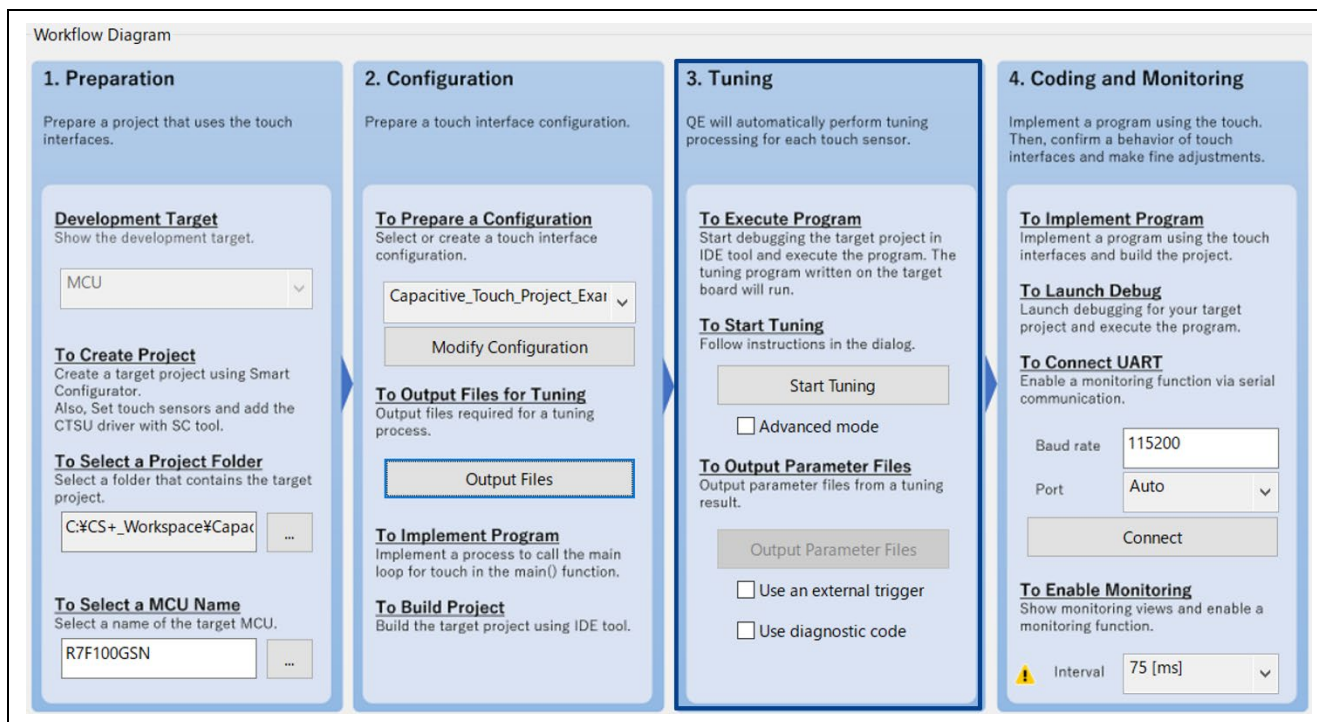 Workflow Diagram
1. Preparation
Prepare a project that uses the touch
interfaces.
Development Target
Show the development target.
MCU
To Create Project
Create a target project using Smart
Configurator.
Also, Set touch sensors and add the
CTSU driver with SC tool.
To Select a Project Folder
Select a folder that contains the target
project.
C:¥CS+_Workspace¥Capac
...
To Select a MCU Name
Select a name of the target MCU.
R7F100GSN
...
2. Configuration
Prepare a touch interface configuration.
To Prepare a Configuration
Select or create a touch interface
configuration.
Capacitive_Touch_Project_Exar
Modify Configuration
To Output Files for Tuning
Output files required for a tuning
process.
Output Files
To Implement Program
Implement a process to call the main
loop for touch in the main() function.
To Build Project
Build the target project using IDE tool.
3. Tuning
QE will automatically perform tuning
processing for each touch sensor.
To Execute Program
Start debugging the target project in
IDE tool and execute the program. The
tuning program written on the target
board will run.
To Start Tuning
Follow instructions in the dialog.
Start Tuning
Advanced mode
To Output Parameter Files
Output parameter files from a tuning
result.
Output Parameter Files
Use an external trigger
Use diagnostic code
4. Coding and Monitoring
Implement a program using the touch.
Then, confirm a behavior of touch
interfaces and make fine adjustments.
To Implement Program
Implement a program using the touch
interfaces and build the project.
To Launch Debug
Launch debugging for your target
project and execute the program.
To Connect UART
Enable a monitoring function via serial
communication.
Baud rate 115200
Port Auto
Connect
To Enable Monitoring
Show monitoring views and enable a
monitoring function.
Interval 75 [ms]